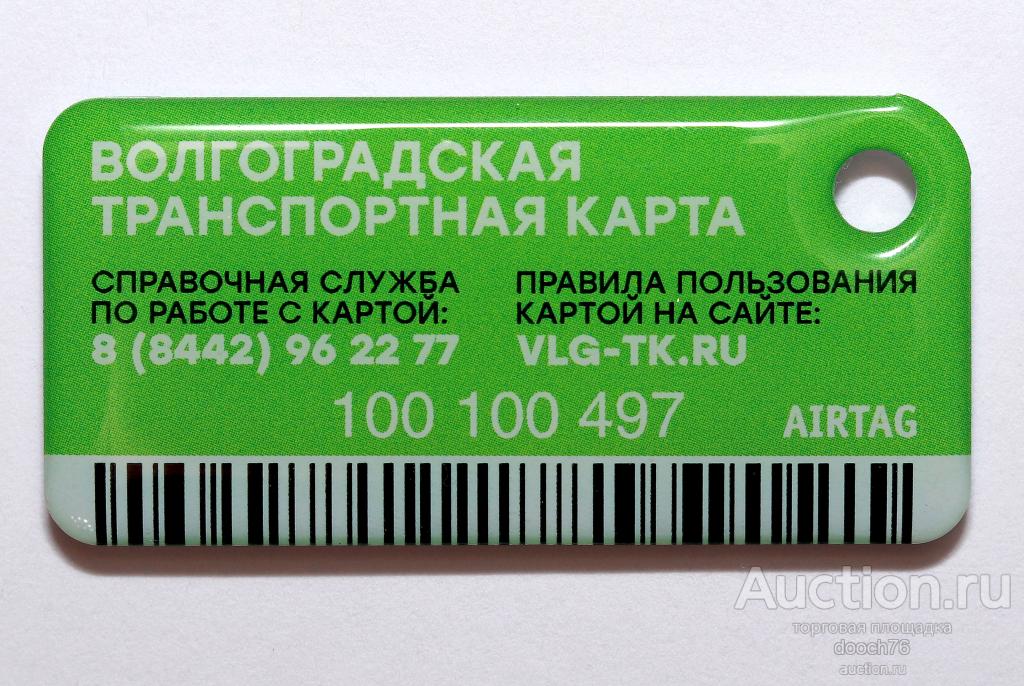 ВОЛГОГРАДСКАЯ
ТРАНСПОРТНАЯ КАРТА
СПРАВОЧНАЯ СЛУЖБА
ПО РАБОТЕ С КАРТОЙ:
8 (8442) 96 22 77
ПРАВИЛА ПОЛЬЗОВАНИЯ
КАРТОЙ НА САЙТЕ:
VLG-TK.RU
100 100 497
AIRTAG
Auction.ru
торговая площадка
dooch76
auction.ru